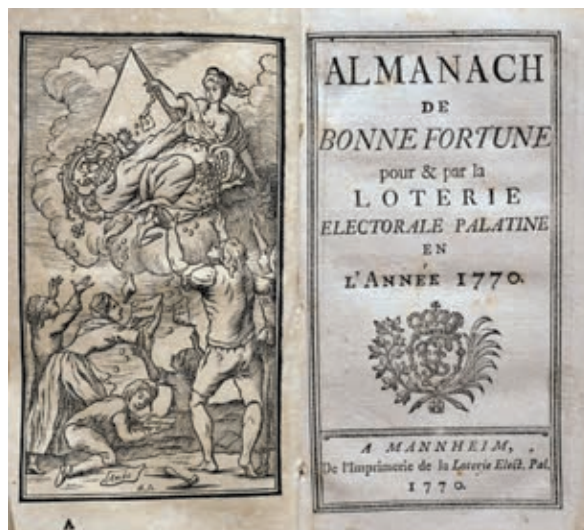 ALMANACH
DE
BONNE FORTUNE
pour & par la
LOTERIE
ELECTORALE PALATINE
EN
L'ANNÉE 1770.
A MANNHEIM,
De l'Imprimerie de la Loterie Elect. Pal.
1770.
A